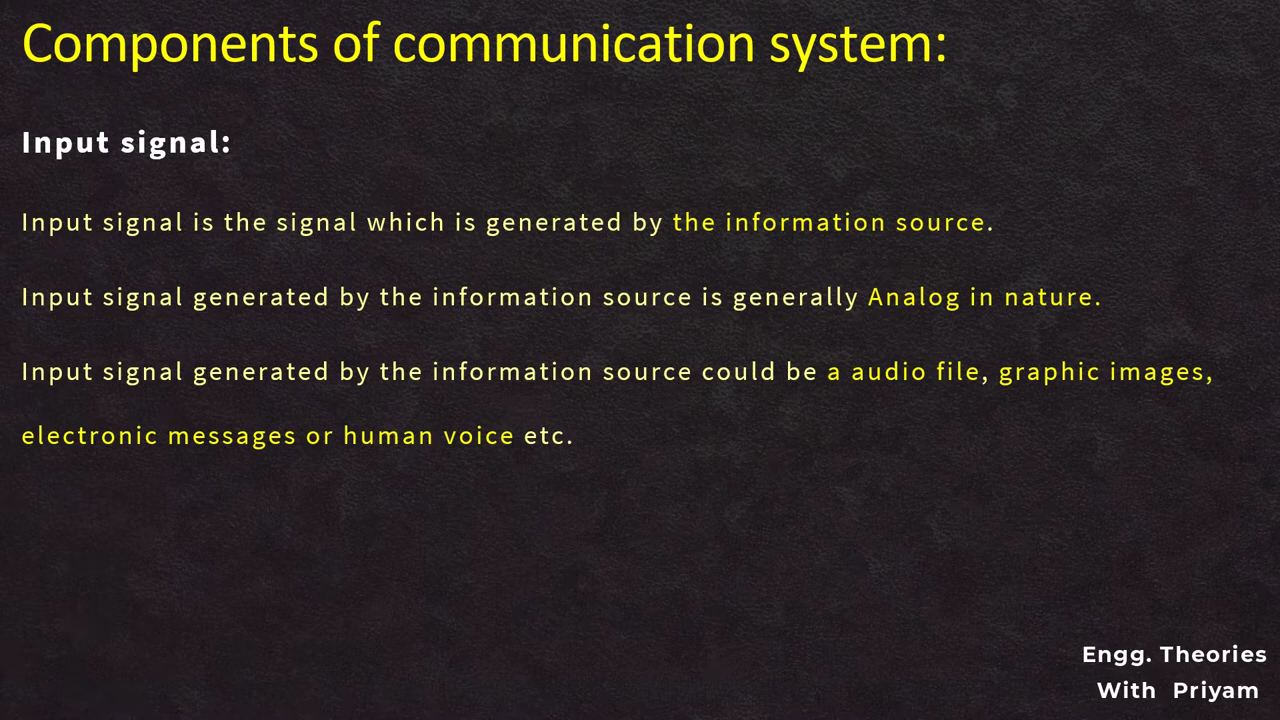 Components of communication system:
Input signal:
Input signal is the signal which is generated by the information source.
Input signal generated by the information source is generally Analog in nature.
Input signal generated by the information source could be a audio file, graphic images,
electronic messages or human voice etc.
Engg. Theories
With Priyam